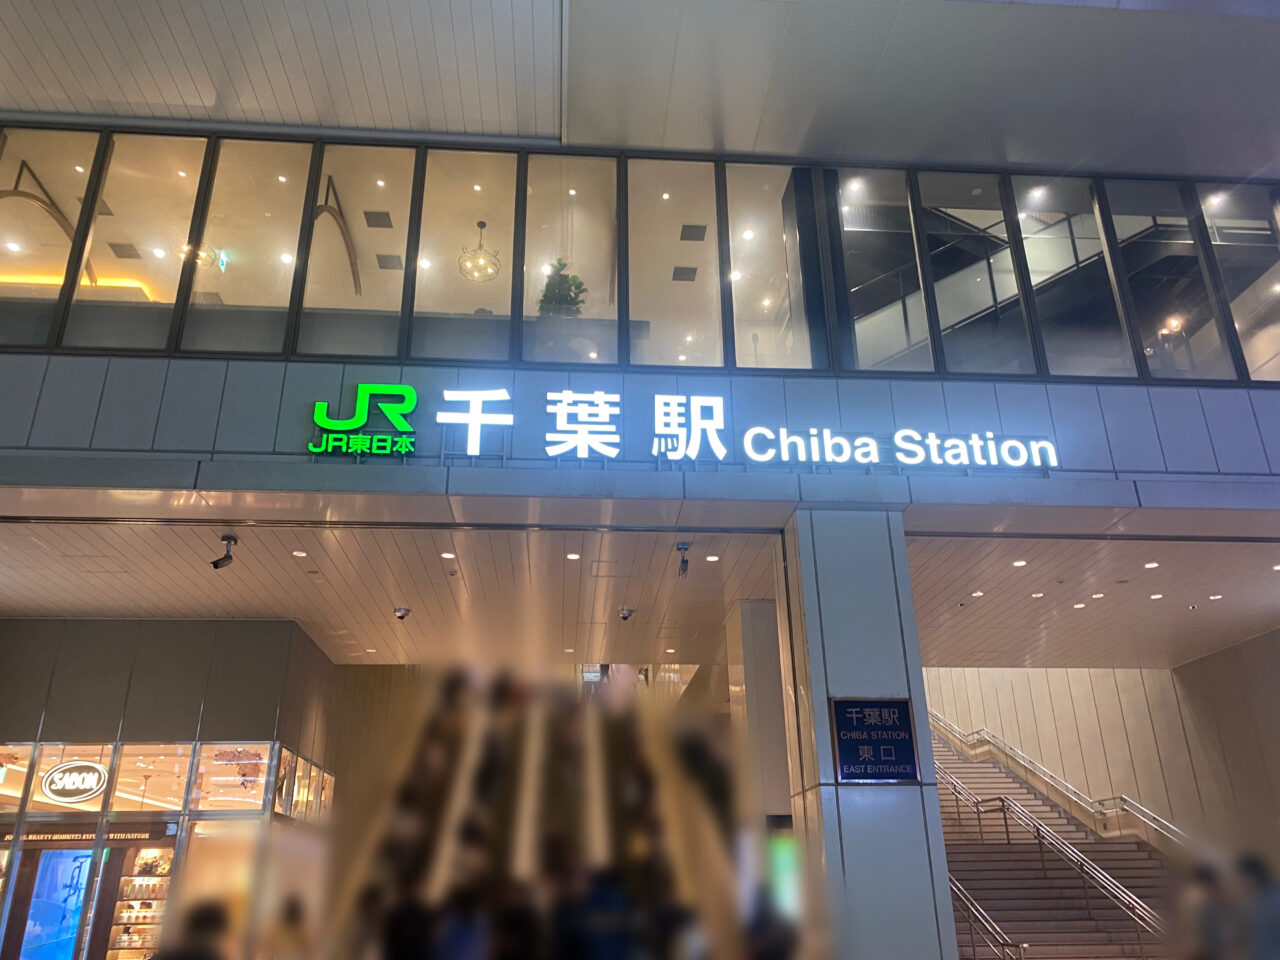 JR
JR東日本
千葉駅 Chiba Station
千葉駅
CHIBA STATION
東口
EAST ENTRANCE
SABON